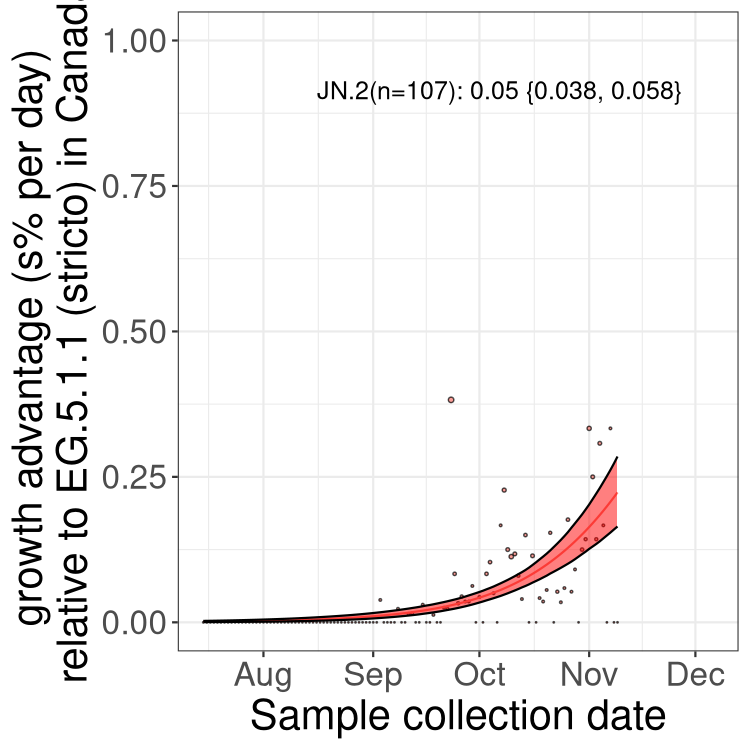 growth advantage (s% per day)
relative to EG.5.1.1 (stricto) in Canada
1.00
0.75
0.50
0.25
0.00
JN.2(n=107): 0.05 {0.038, 0.058}
Aug Sep Oct Nov Dec
Sample collection date